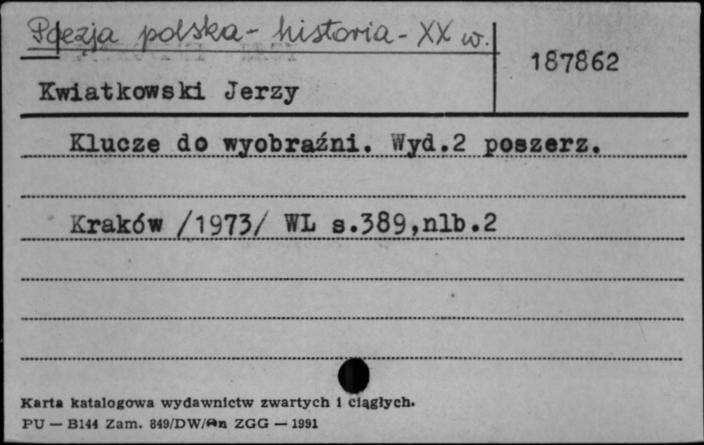 Poezja polska - historia - XX w.
187862
Kwiatkowski Jerzy
Klucze do wyobraźni. Wyd.2 poszerz.
Kraków /1973/ WL s.389,nlb.2
Karta katalogowa wydawnictw zwartych i ciągłych.
PU — B144 Zam. 849/DW/An ZGG — 1991